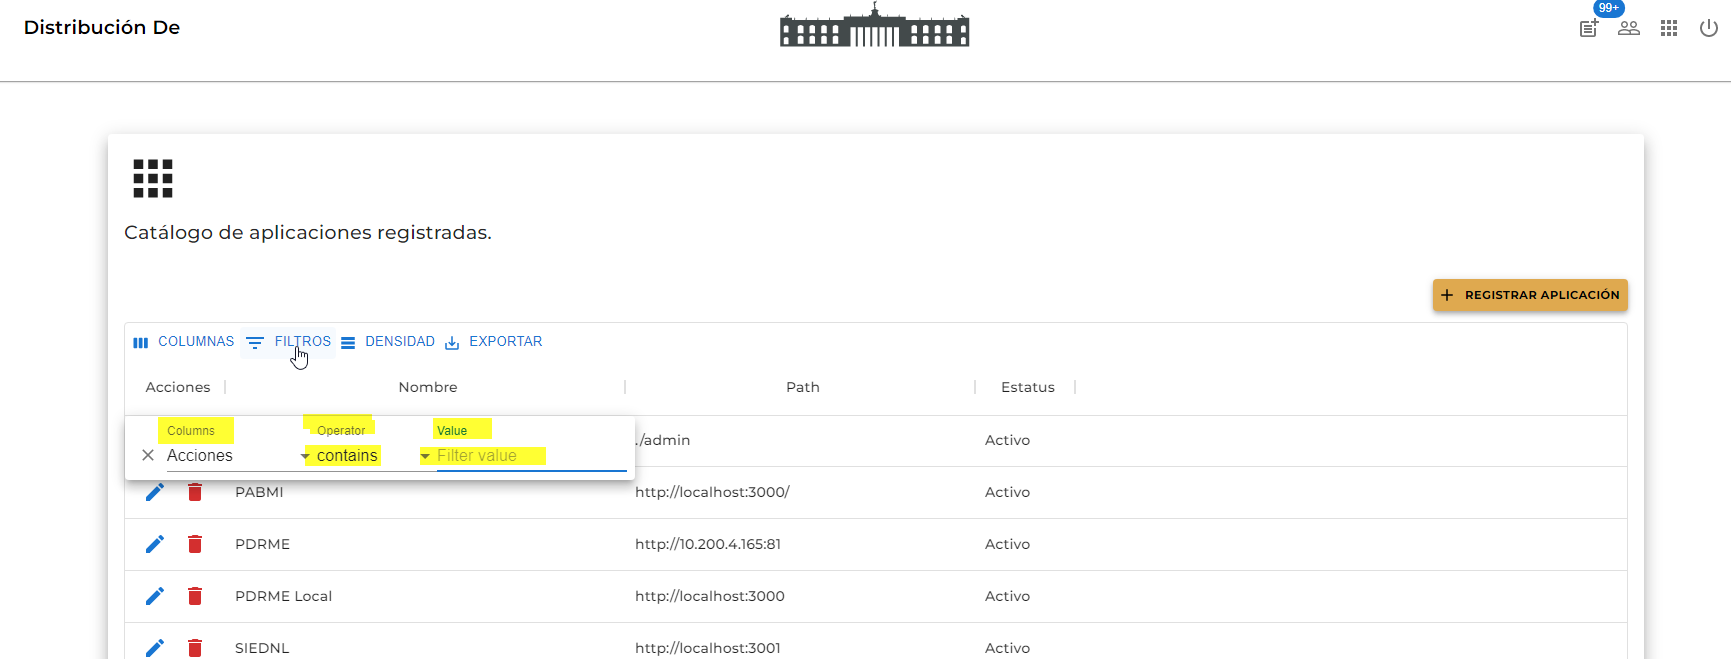 Distribución De
99+
Catálogo de aplicaciones registradas.
REGISTRAR APLICACIÓN
COLUMNAS FILTROS DENSIDAD EXPORTAR
Acciones Nombre Path Estatus
Columns Operator Value
Acciones contains Filter value
./admin Activo
PABMI http://localhost:3000/ Activo
PDRME http://10.200.4.165:81 Activo
PDRME Local http://localhost:3000 Activo
SIEDNL http://localhost:3001 Activo